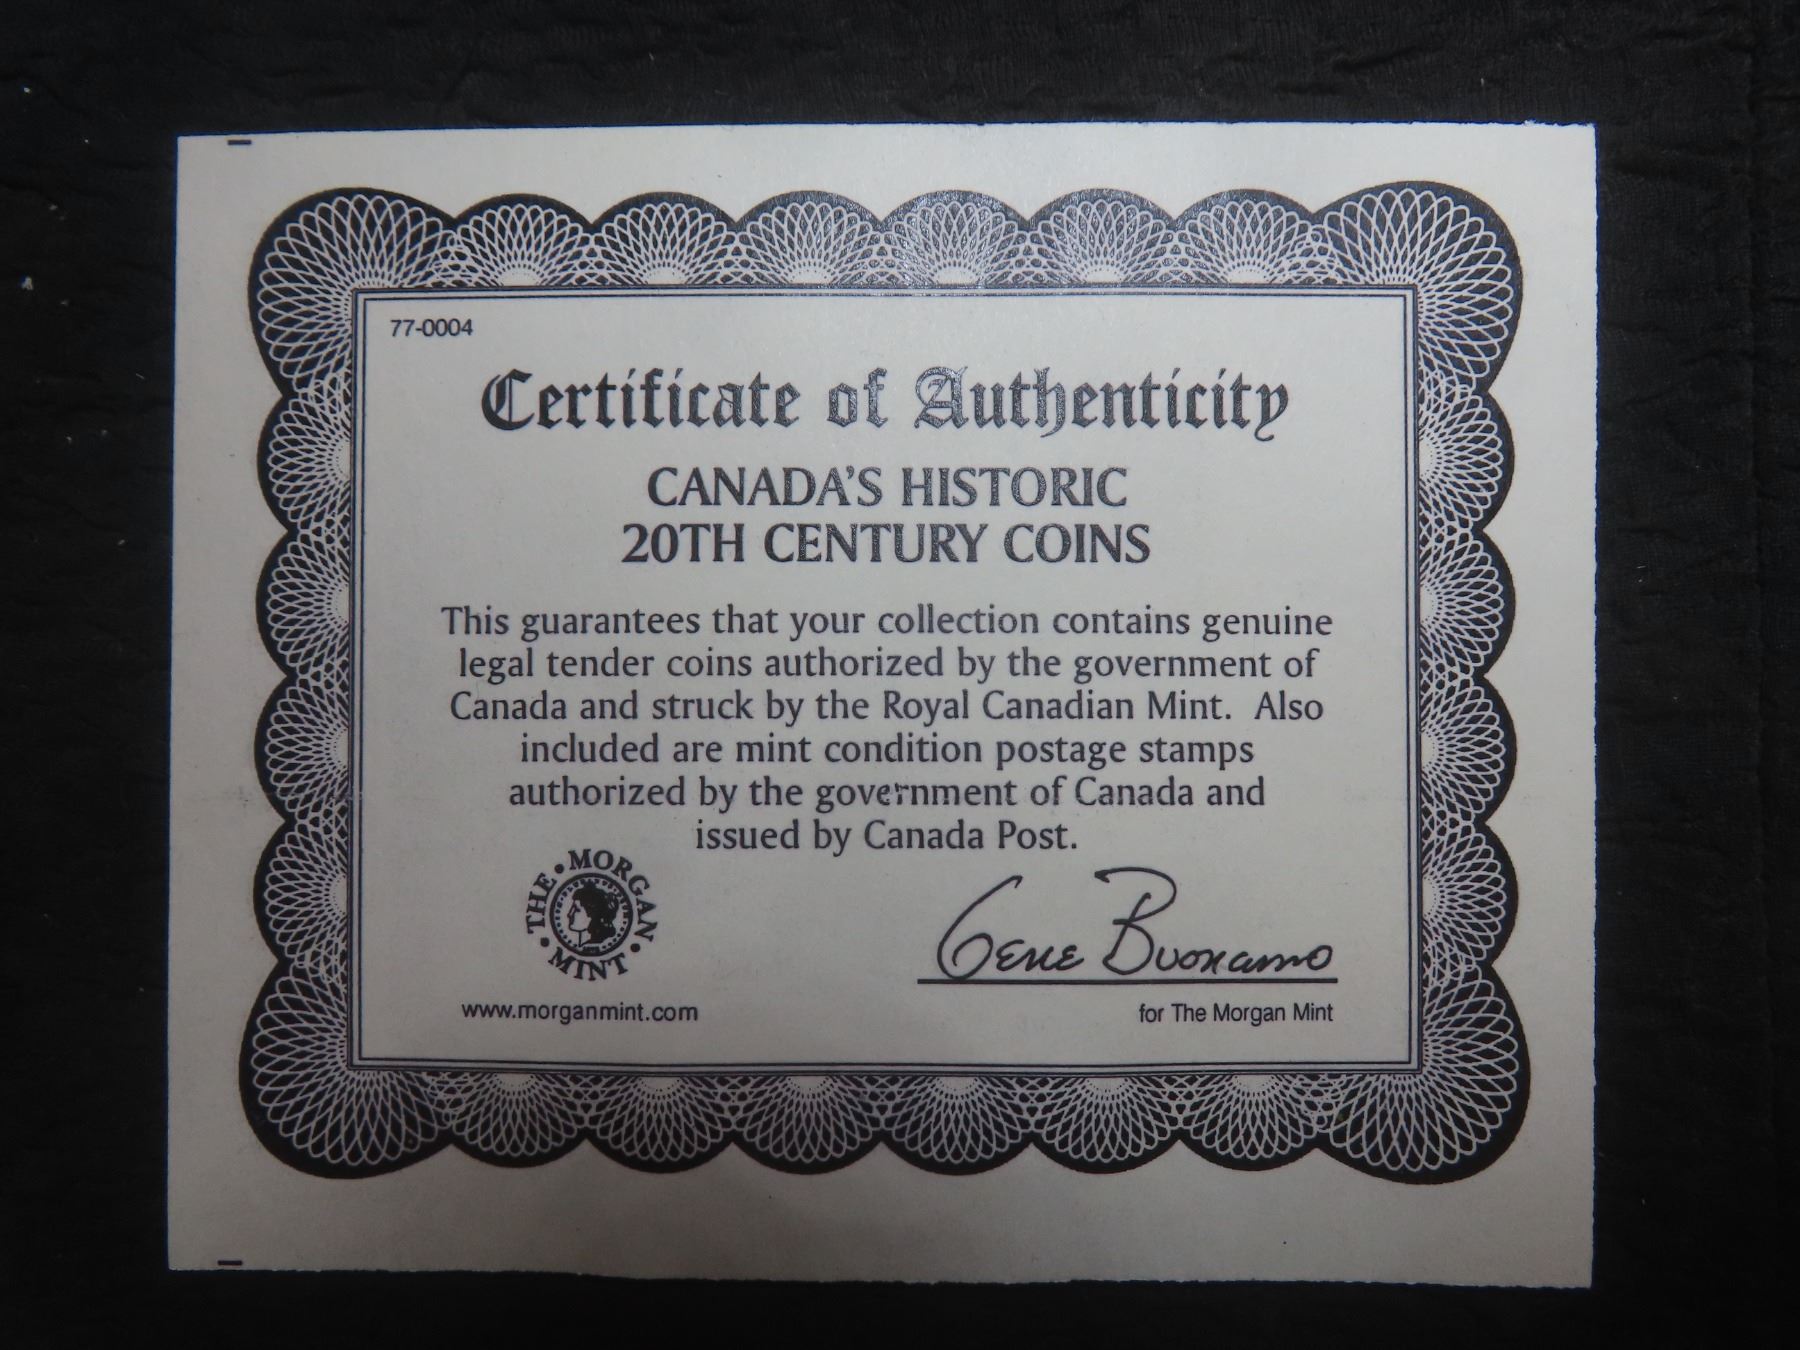 77-0004
Certificate of Authenticity
CANADA'S HISTORIC
20TH CENTURY COINS
This guarantees that your collection contains genuine
legal tender coins authorized by the government of
Canada and struck by the Royal Canadian Mint. Also
included are mint condition postage stamps
authorized by the government of Canada and
issued by Canada Post.
THE • MORGAN • MINT •
Gene Buonamo
www.morganmint.com
for The Morgan Mint